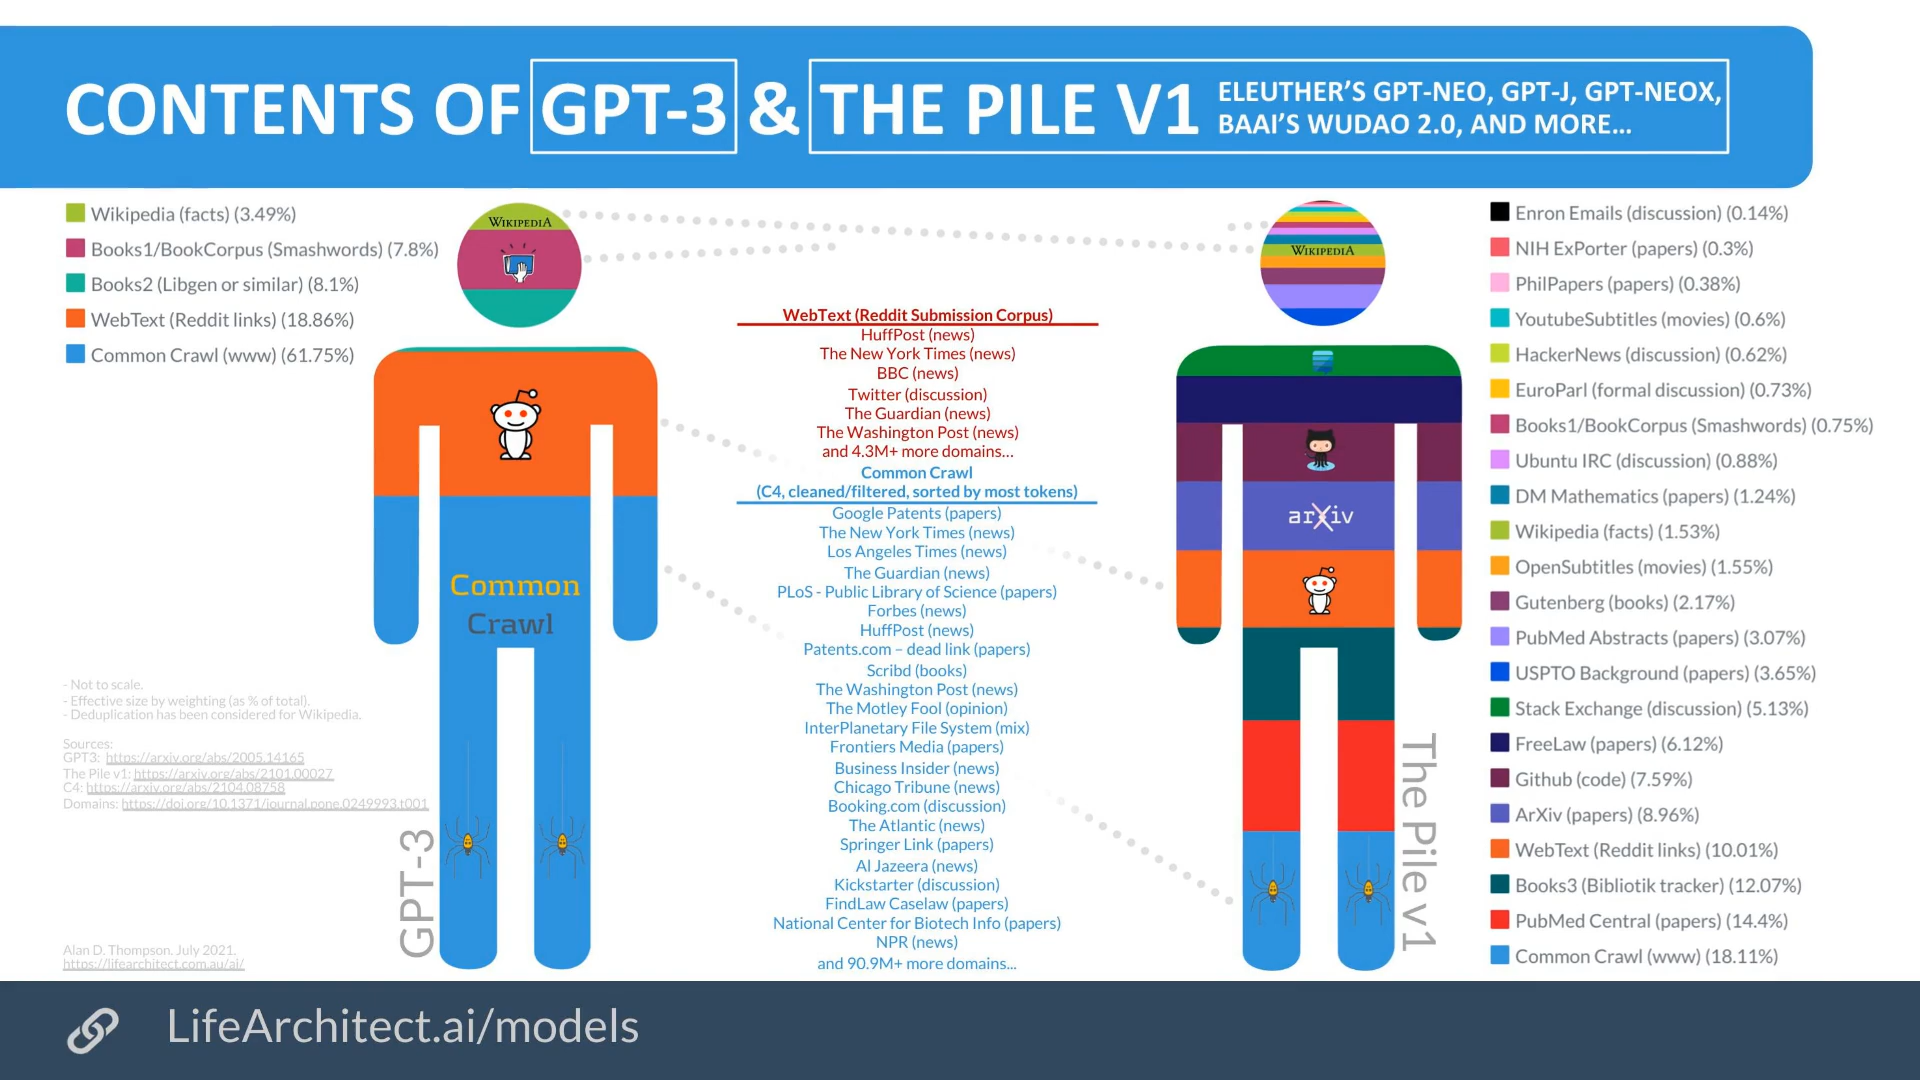 CONTENTS OF GPT-3 & THE PILE V1
ELEUTHER'S GPT-NEO, GPT-J, GPT-NEOX,
BAAI'S WUDAO 2.0, AND MORE...
Wikipedia (facts) (3.49%)
Books1/BookCorpus (Smashwords) (7.8%)
Books2 (Libgen or similar) (8.1%)
WebText (Reddit links) (18.86%)
Common Crawl (www) (61.75%)
WIKIPEDIA
Common
Crawl
GPT-3
- Not to scale.
- Effective size by weighting (as % of total).
- Deduplication has been considered for Wikipedia.
Sources:
GPT3: https://arxiv.org/abs/2005.14165
The Pile v1: https://arxiv.org/abs/2101.00027
C4: https://arxiv.org/abs/2104.08758
Domains: https://doi.org/10.1371/journal.pone.0249993.t001
Alan D. Thompson. July 2021.
https://lifearchitect.com.au/ai/
WebText (Reddit Submission Corpus)
HuffPost (news)
The New York Times (news)
BBC (news)
Twitter (discussion)
The Guardian (news)
The Washington Post (news)
and 4.3M+ more domains...
Common Crawl
(C4, cleaned/filtered, sorted by most tokens)
Google Patents (papers)
The New York Times (news)
Los Angeles Times (news)
The Guardian (news)
PLoS - Public Library of Science (papers)
Forbes (news)
HuffPost (news)
Patents.com – dead link (papers)
Scribd (books)
The Washington Post (news)
The Motley Fool (opinion)
InterPlanetary File System (mix)
Frontiers Media (papers)
Business Insider (news)
Chicago Tribune (news)
Booking.com (discussion)
The Atlantic (news)
Springer Link (papers)
Al Jazeera (news)
Kickstarter (discussion)
FindLaw Caselaw (papers)
National Center for Biotech Info (papers)
NPR (news)
and 90.9M+ more domains...
WIKIPEDIA
arXiv
The Pile v1
Enron Emails (discussion) (0.14%)
NIH ExPorter (papers) (0.3%)
PhilPapers (papers) (0.38%)
YoutubeSubtitles (movies) (0.6%)
HackerNews (discussion) (0.62%)
EuroParl (formal discussion) (0.73%)
Books1/BookCorpus (Smashwords) (0.75%)
Ubuntu IRC (discussion) (0.88%)
DM Mathematics (papers) (1.24%)
Wikipedia (facts) (1.53%)
OpenSubtitles (movies) (1.55%)
Gutenberg (books) (2.17%)
PubMed Abstracts (papers) (3.07%)
USPTO Background (papers) (3.65%)
Stack Exchange (discussion) (5.13%)
FreeLaw (papers) (6.12%)
Github (code) (7.59%)
ArXiv (papers) (8.96%)
WebText (Reddit links) (10.01%)
Books3 (Bibliotik tracker) (12.07%)
PubMed Central (papers) (14.4%)
Common Crawl (www) (18.11%)
LifeArchitect.ai/models